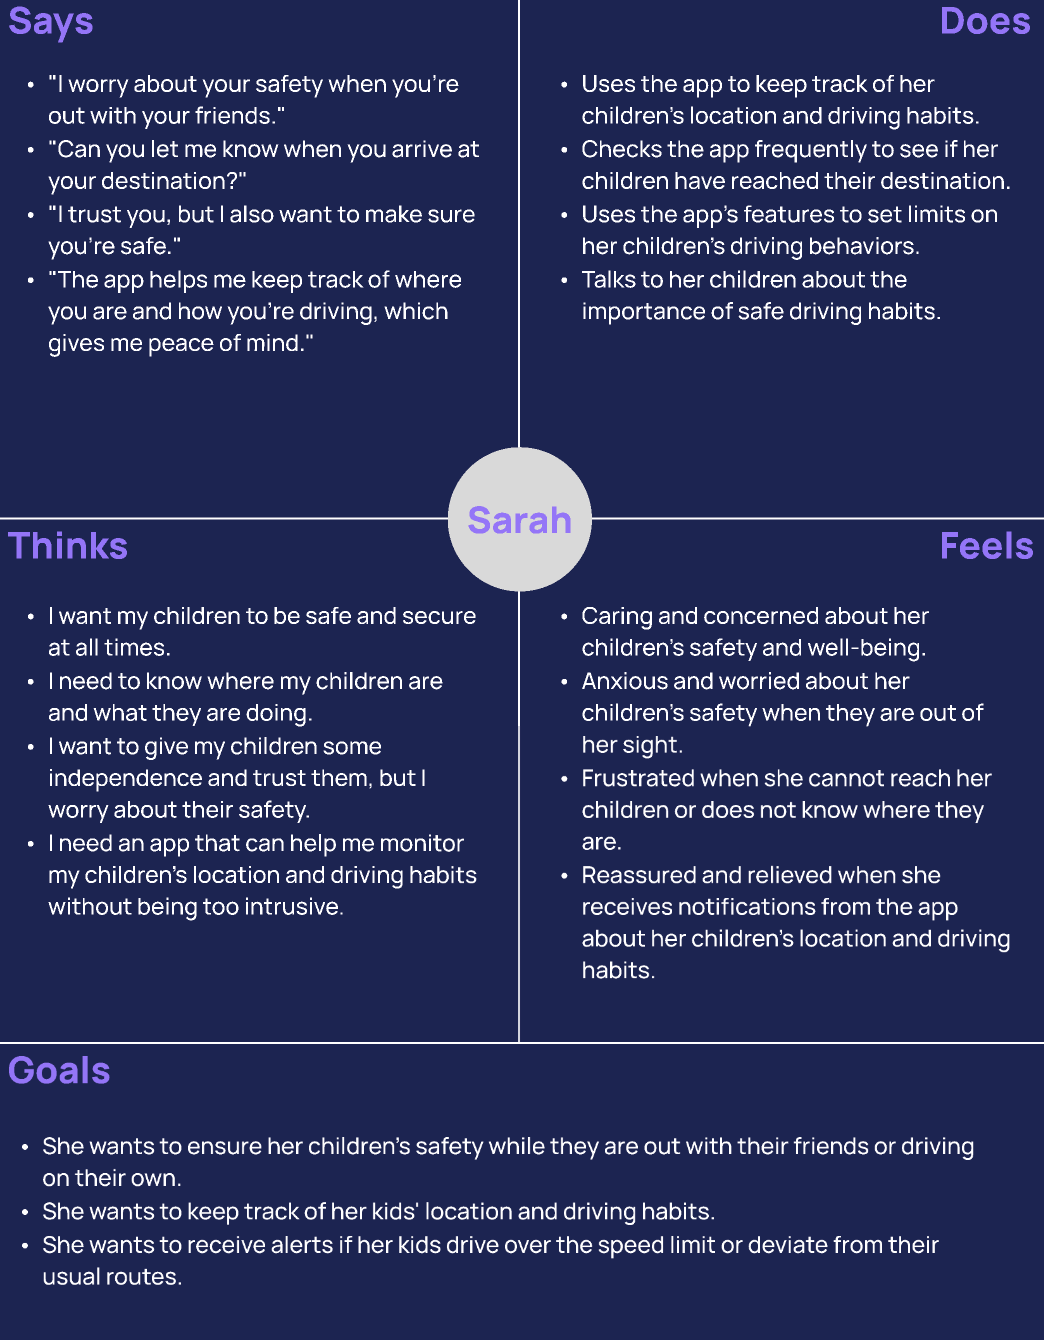 Says
• "I worry about your safety when you're
out with your friends."
• "Can you let me know when you arrive at
your destination?"
• "I trust you, but I also want to make sure
you're safe."
• "The app helps me keep track of where
you are and how you're driving, which
gives me peace of mind."
Does
• Uses the app to keep track of her
children's location and driving habits.
• Checks the app frequently to see if her
children have reached their destination.
• Uses the app's features to set limits on
her children's driving behaviors.
• Talks to her children about the
importance of safe driving habits.
Sarah
Thinks
• I want my children to be safe and secure
at all times.
• I need to know where my children are
and what they are doing.
• I want to give my children some
independence and trust them, but I
worry about their safety.
• I need an app that can help me monitor
my children's location and driving habits
without being too intrusive.
Feels
• Caring and concerned about her
children's safety and well-being.
• Anxious and worried about her
children's safety when they are out of
her sight.
• Frustrated when she cannot reach her
children or does not know where they
are.
• Reassured and relieved when she
receives notifications from the app
about her children's location and driving
habits.
Goals
• She wants to ensure her children's safety while they are out with their friends or driving
on their own.
• She wants to keep track of her kids' location and driving habits.
• She wants to receive alerts if her kids drive over the speed limit or deviate from their
usual routes.